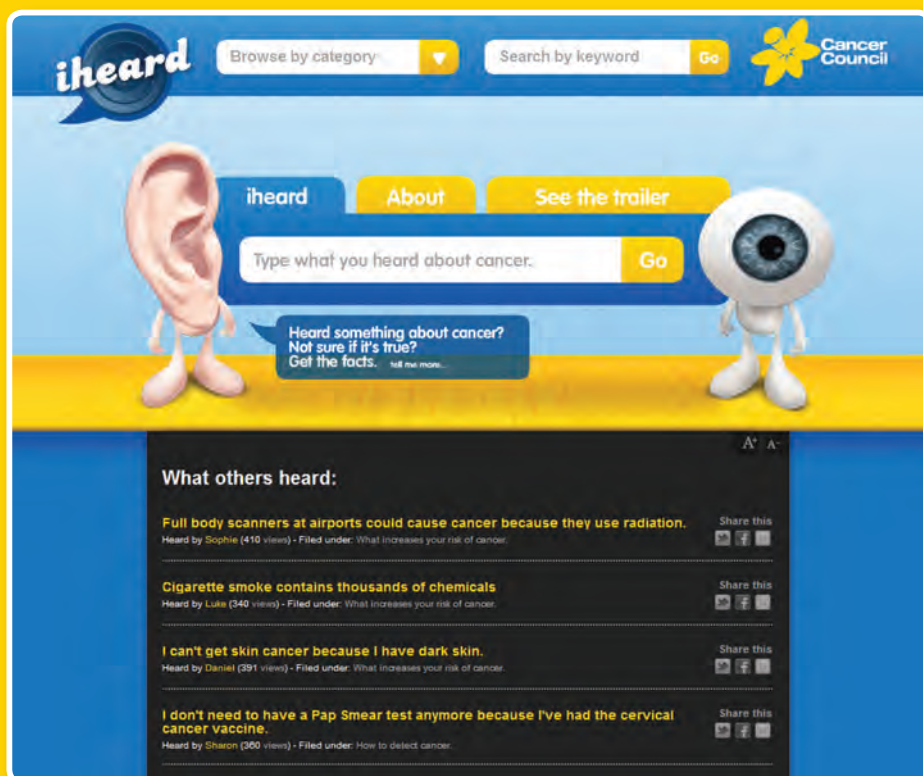 iheard
Browse by category
Search by keyword
Go
Cancer
Council
iheard
About
See the trailer
Type what you heard about cancer.
Go
Heard something about cancer?
Not sure if it's true?
Get the facts. tell me more...
A+ A-
What others heard:
Full body scanners at airports could cause cancer because they use radiation.
Share this
Heard by Sophie (410 views) - Filed under: What increases your risk of cancer.
Cigarette smoke contains thousands of chemicals
Share this
Heard by Luke (340 views) - Filed under: What increases your risk of cancer.
I can't get skin cancer because I have dark skin.
Share this
Heard by Daniel (391 views) - Filed under: What increases your risk of cancer.
I don't need to have a Pap Smear test anymore because I've had the cervical
cancer vaccine.
Share this
Heard by Sharon (360 views) - Filed under: How to detect cancer.